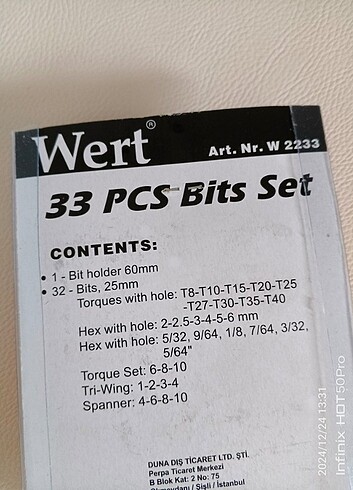 Wert®
Art. Nr. W 2233
33 PCS Bits Set
CONTENTS:
• 1 - Bit holder 60mm
• 32 - Bits, 25mm
Torques with hole: T8-T10-T15-T20-T25
-T27-T30-T35-T40
Hex with hole: 2-2.5-3-4-5-6 mm
Hex with hole: 5/32, 9/64, 1/8, 7/64, 3/32,
5/64"
Torque Set: 6-8-10
Tri-Wing: 1-2-3-4
Spanner: 4-6-8-10
DUNA DIŞ TİCARET LTD. ŞTİ.
Perpa Ticaret Merkezi
B Blok Kat: 2 No: 75
Okmeydanı / Şişli / İstanbul
2024/12/24 13:31
Infinix HOT50Pro